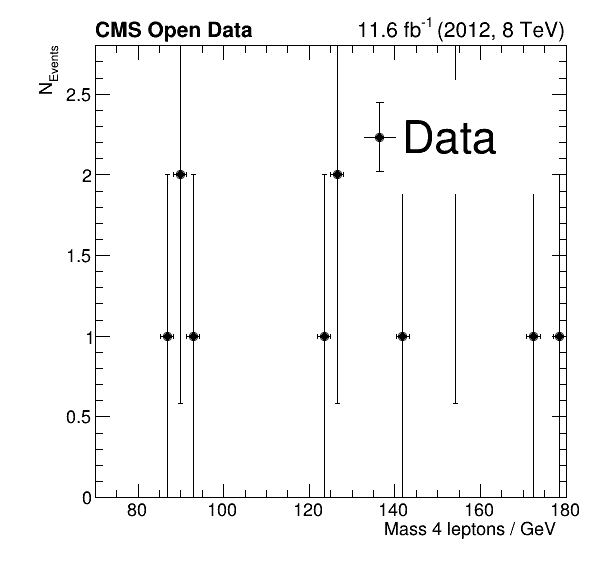 CMS Open Data 11.6 fb⁻¹ (2012, 8 TeV)
N_Events
2.5
Data
2
1.5
1
0.5
0
80 100 120 140 160 180
Mass 4 leptons / GeV